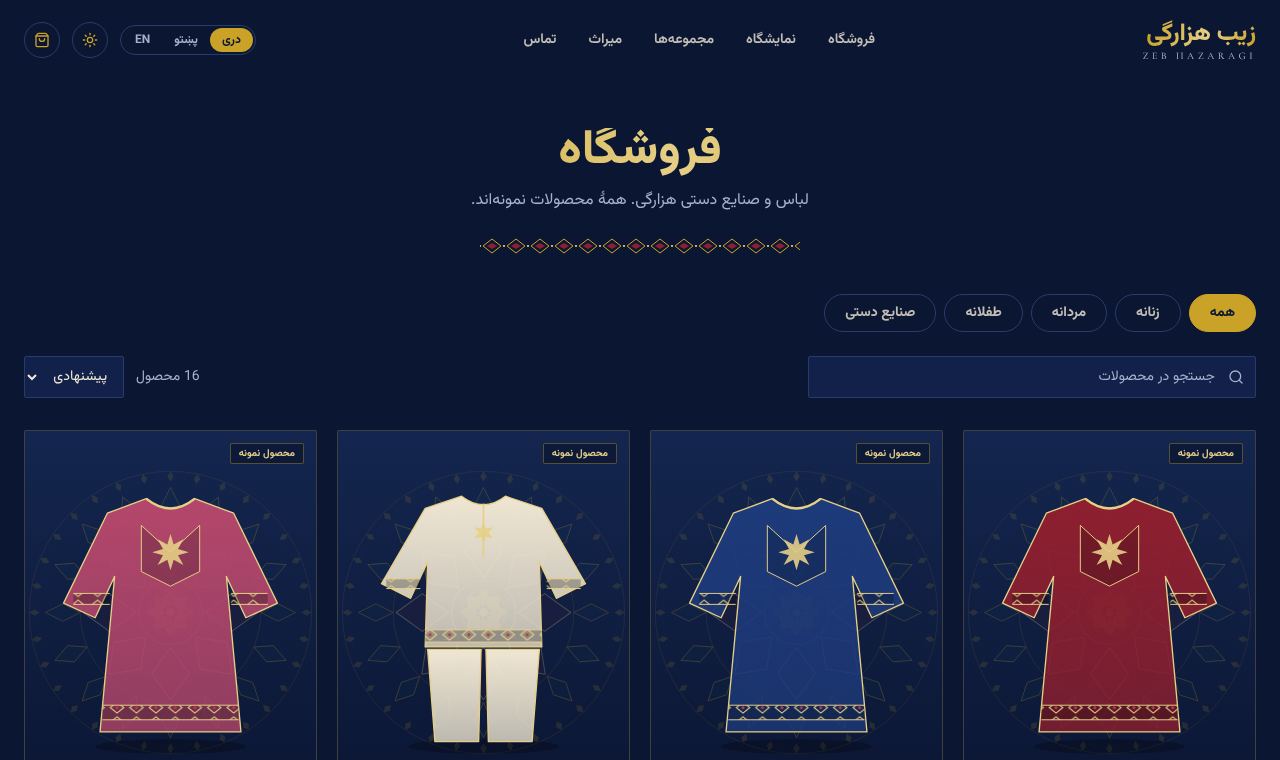 زیب هزارگی
ZEB HAZARAGI
فروشگاه
نمایشگاه
مجموعه‌ها
میراث
تماس
دری
پښتو
EN
فروشگاه
لباس و صنایع دستی هزارگی. همهٔ محصولات نمونه‌اند.
همه
زنانه
مردانه
طفلانه
صنایع دستی
جستجو در محصولات
16 محصول
پیشنهادی
محصول نمونه
محصول نمونه
محصول نمونه
محصول نمونه